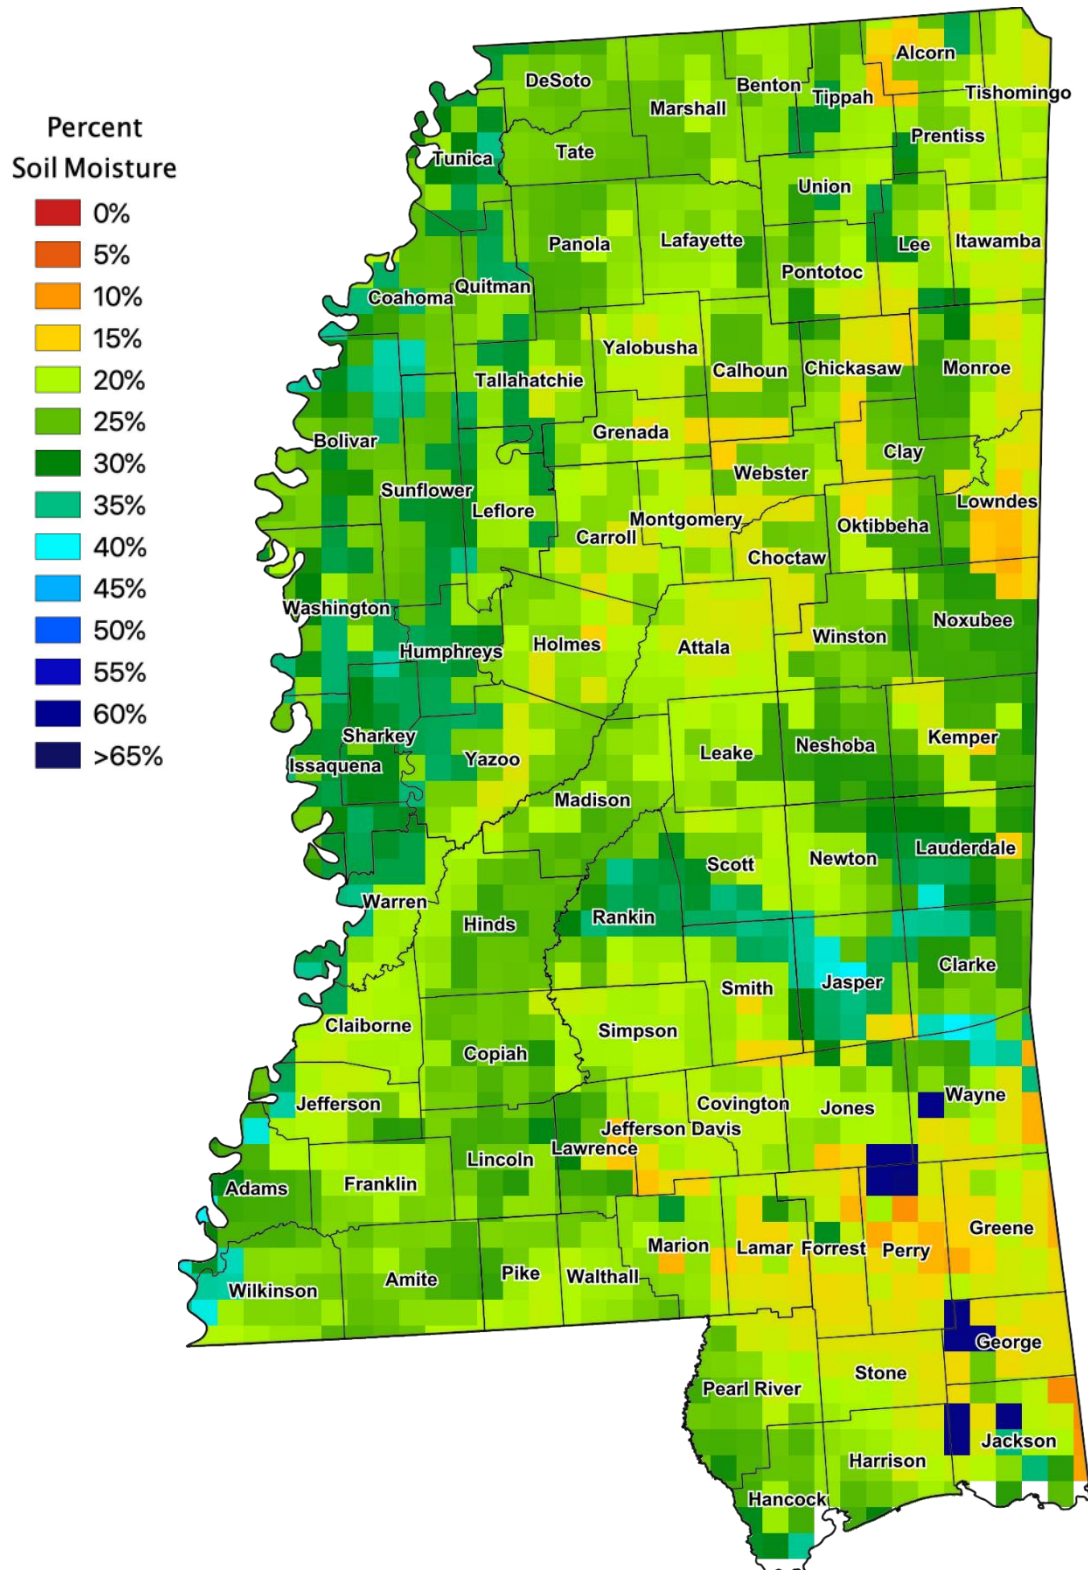 Percent
Soil Moisture
0%
5%
10%
15%
20%
25%
30%
35%
40%
45%
50%
55%
60%
>65%
Alcorn
DeSoto
Benton
Tippah
Tishomingo
Marshall
Prentiss
Tunica
Tate
Union
Panola
Lafayette
Lee
Itawamba
Pontotoc
Quitman
Coahoma
Yalobusha
Calhoun
Chickasaw
Monroe
Tallahatchie
Grenada
Bolivar
Clay
Webster
Sunflower
Lowndes
Leflore
Montgomery
Oktibbeha
Carroll
Choctaw
Washington
Noxubee
Winston
Holmes
Attala
Humphreys
Sharkey
Kemper
Neshoba
Leake
Yazoo
Issaquena
Madison
Lauderdale
Newton
Scott
Warren
Rankin
Hinds
Clarke
Jasper
Smith
Claiborne
Simpson
Copiah
Wayne
Jefferson
Covington
Jones
Jefferson Davis
Lawrence
Lincoln
Franklin
Adams
Greene
Marion
Lamar
Forrest
Perry
Pike
Walthall
Amite
Wilkinson
George
Stone
Pearl River
Jackson
Harrison
Hancock